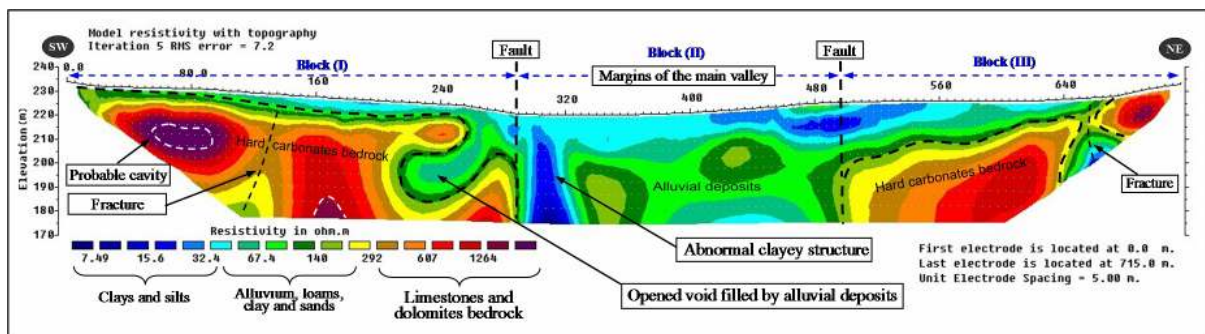 Model resistivity with topography
Iteration 5 RMS error = 7.2
SW
NE
Fault
Fault
Block (I)
Block (II)
Block (III)
Margins of the main valley
Elevation(m)
240
230
220
210
200
190
180
170
0.0
80.0
160
240
320
400
480
560
640
Hard carbonates bedrock
Alluvial deposits
Hard carbonates bedrock
Probable cavity
Fracture
Fracture
Abnormal clayey structure
Opened void filled by alluvial deposits
Resistivity in ohm.m
7.49 15.6 32.4 67.4 140 292 607 1264
Clays and silts
Alluvium, loams,
clay and sands
Limestones and
dolomites bedrock
First electrode is located at 0.0 m.
Last electrode is located at 715.0 m.
Unit Electrode Spacing = 5.00 m.